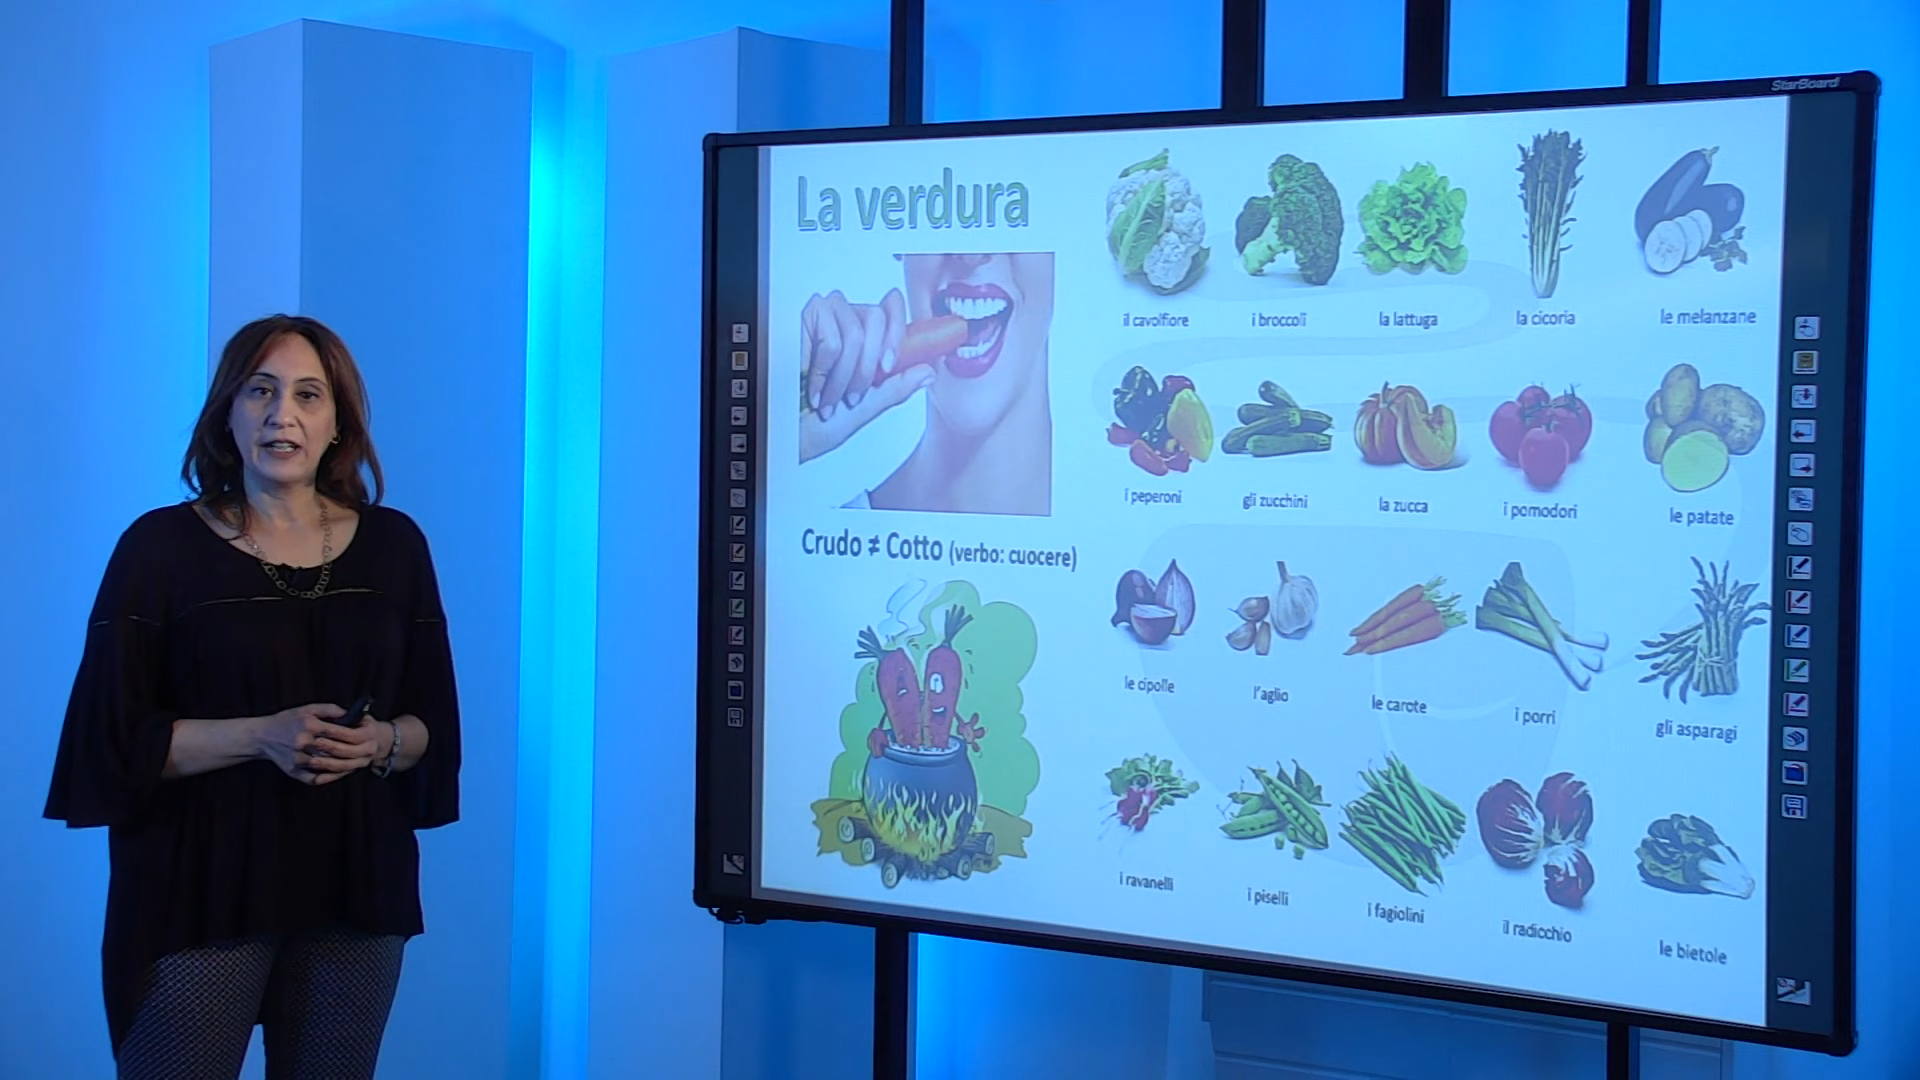 StarBoard
La verdura
Crudo ≠ Cotto (verbo: cuocere)
il cavolfiore
i broccoli
la lattuga
la cicoria
le melanzane
i peperoni
gli zucchini
la zucca
i pomodori
le patate
le cipolle
l'aglio
le carote
i porri
gli asparagi
i ravanelli
i piselli
i fagiolini
il radicchio
le bietole